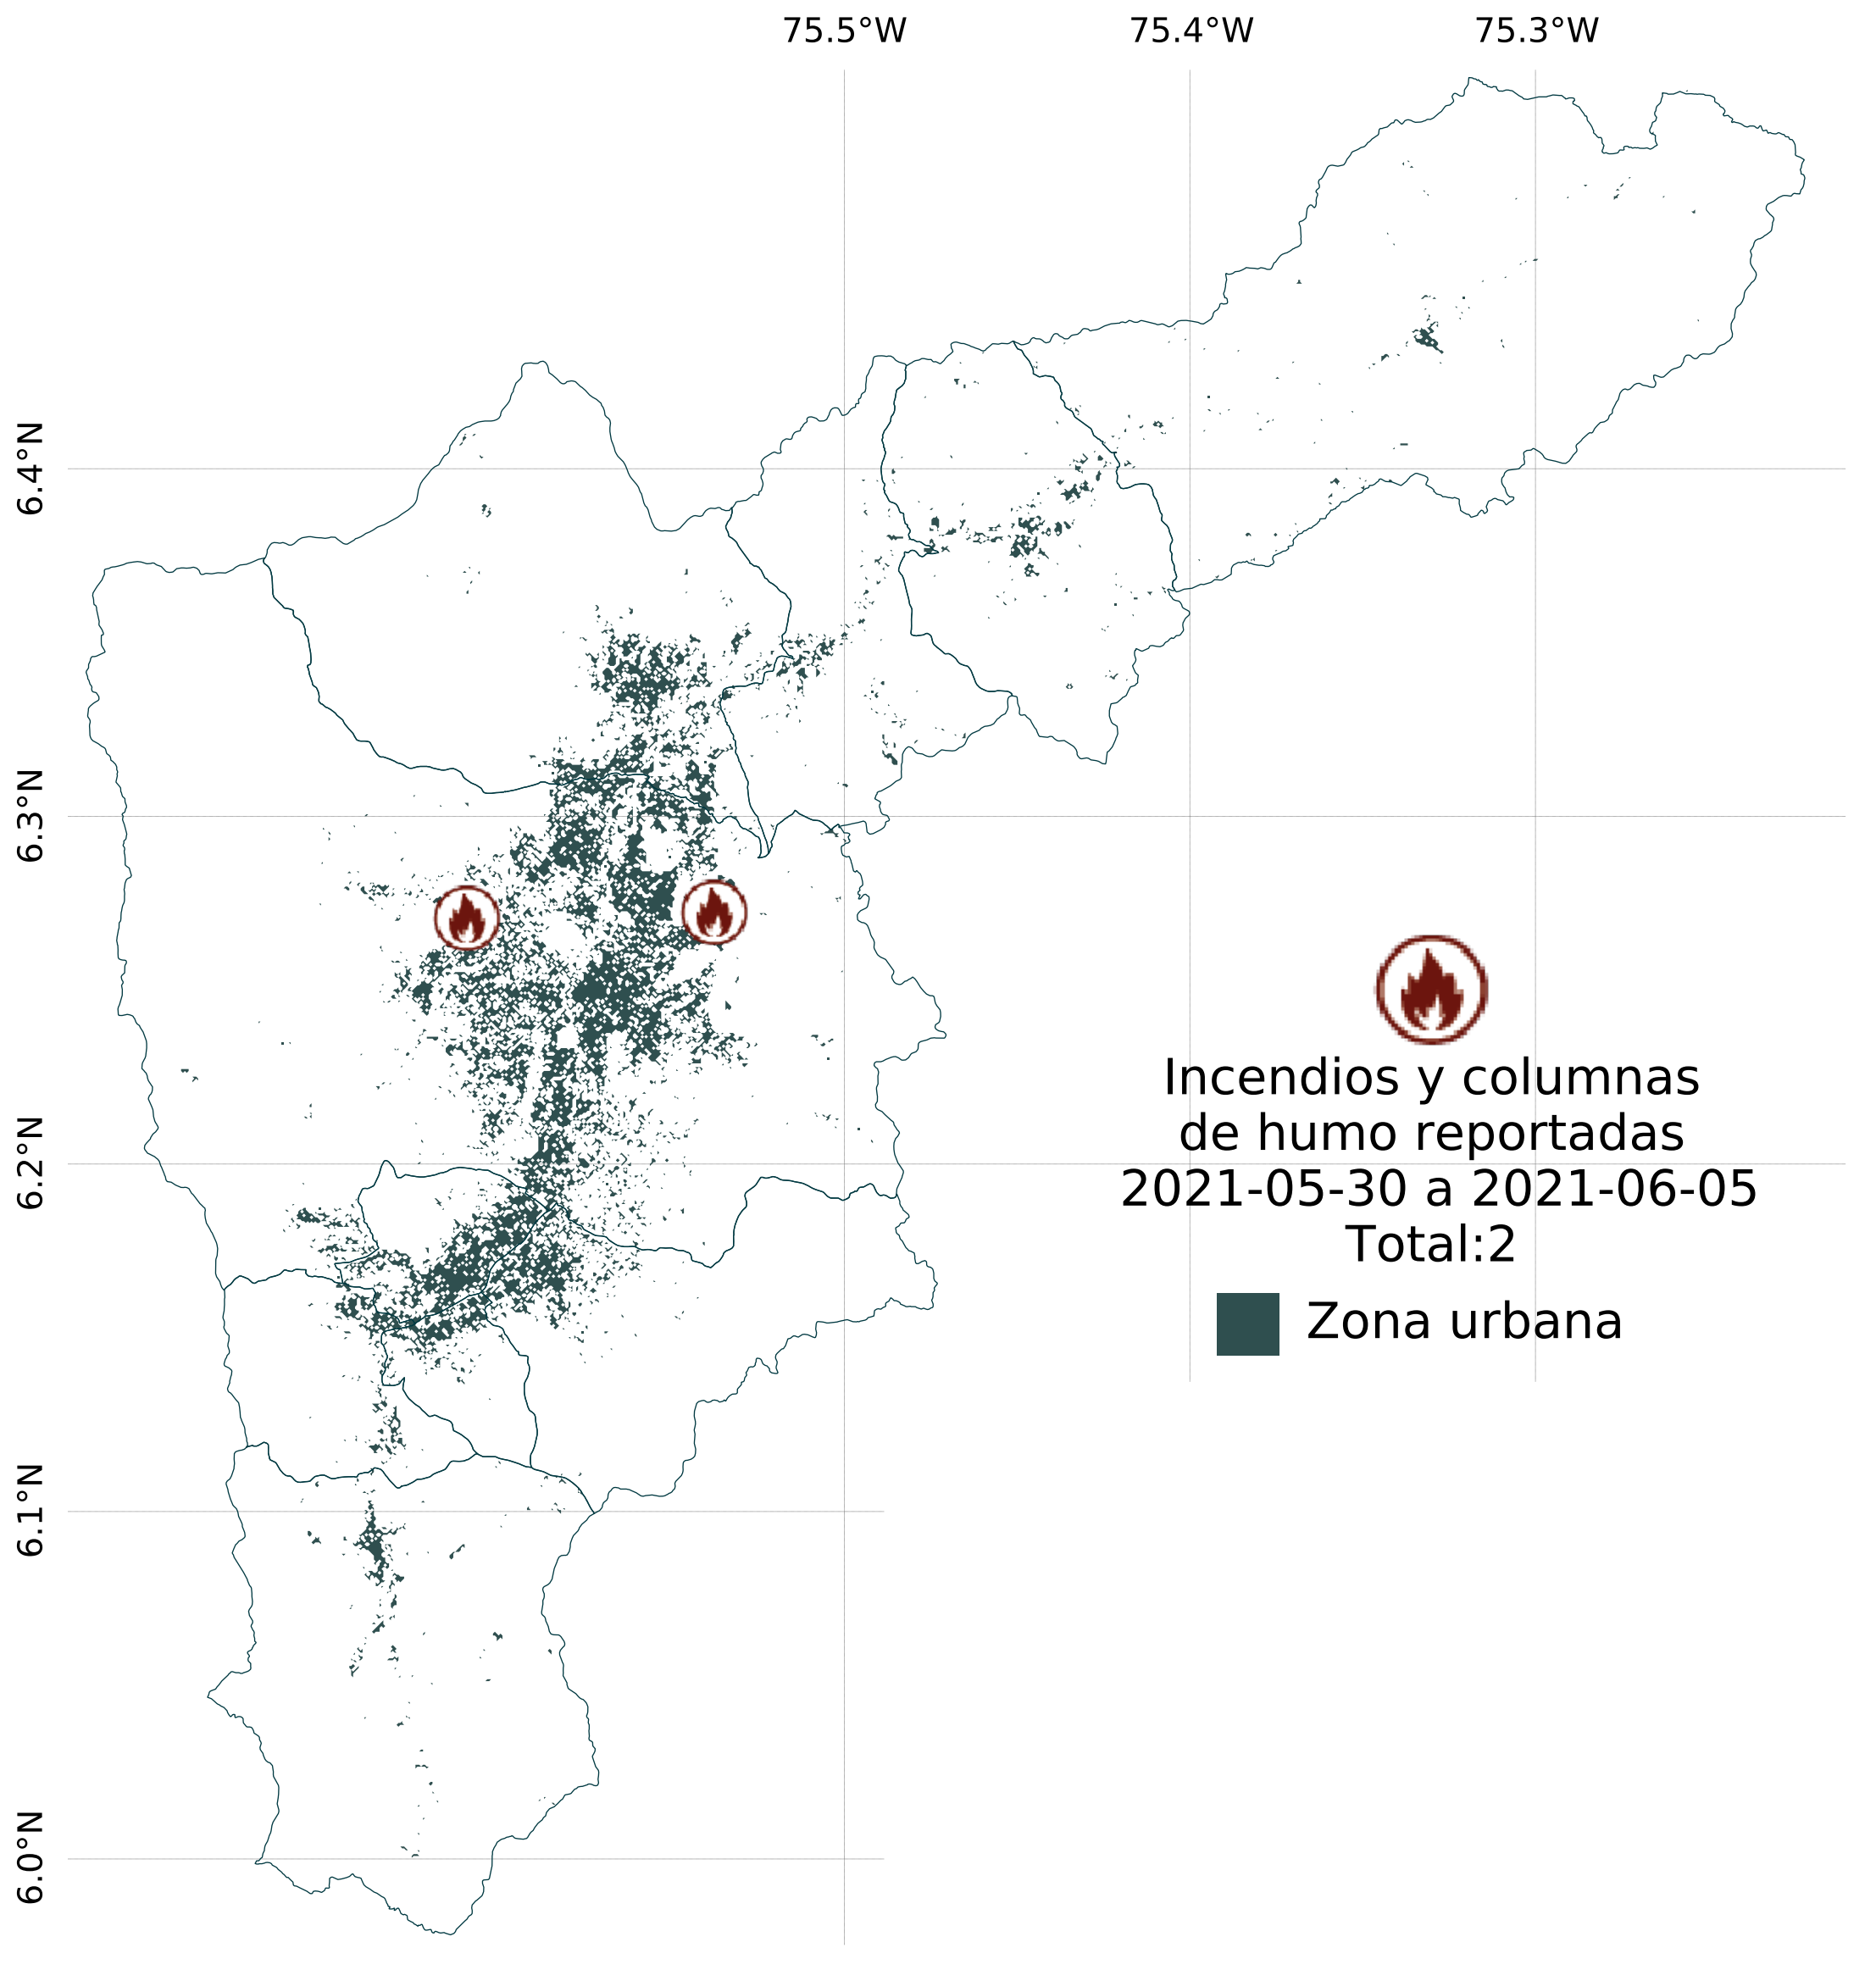 75.5°W 75.4°W 75.3°W
6.4°N
6.3°N
6.2°N
6.1°N
6.0°N
Incendios y columnas
de humo reportadas
2021-05-30 a 2021-06-05
Total:2
Zona urbana